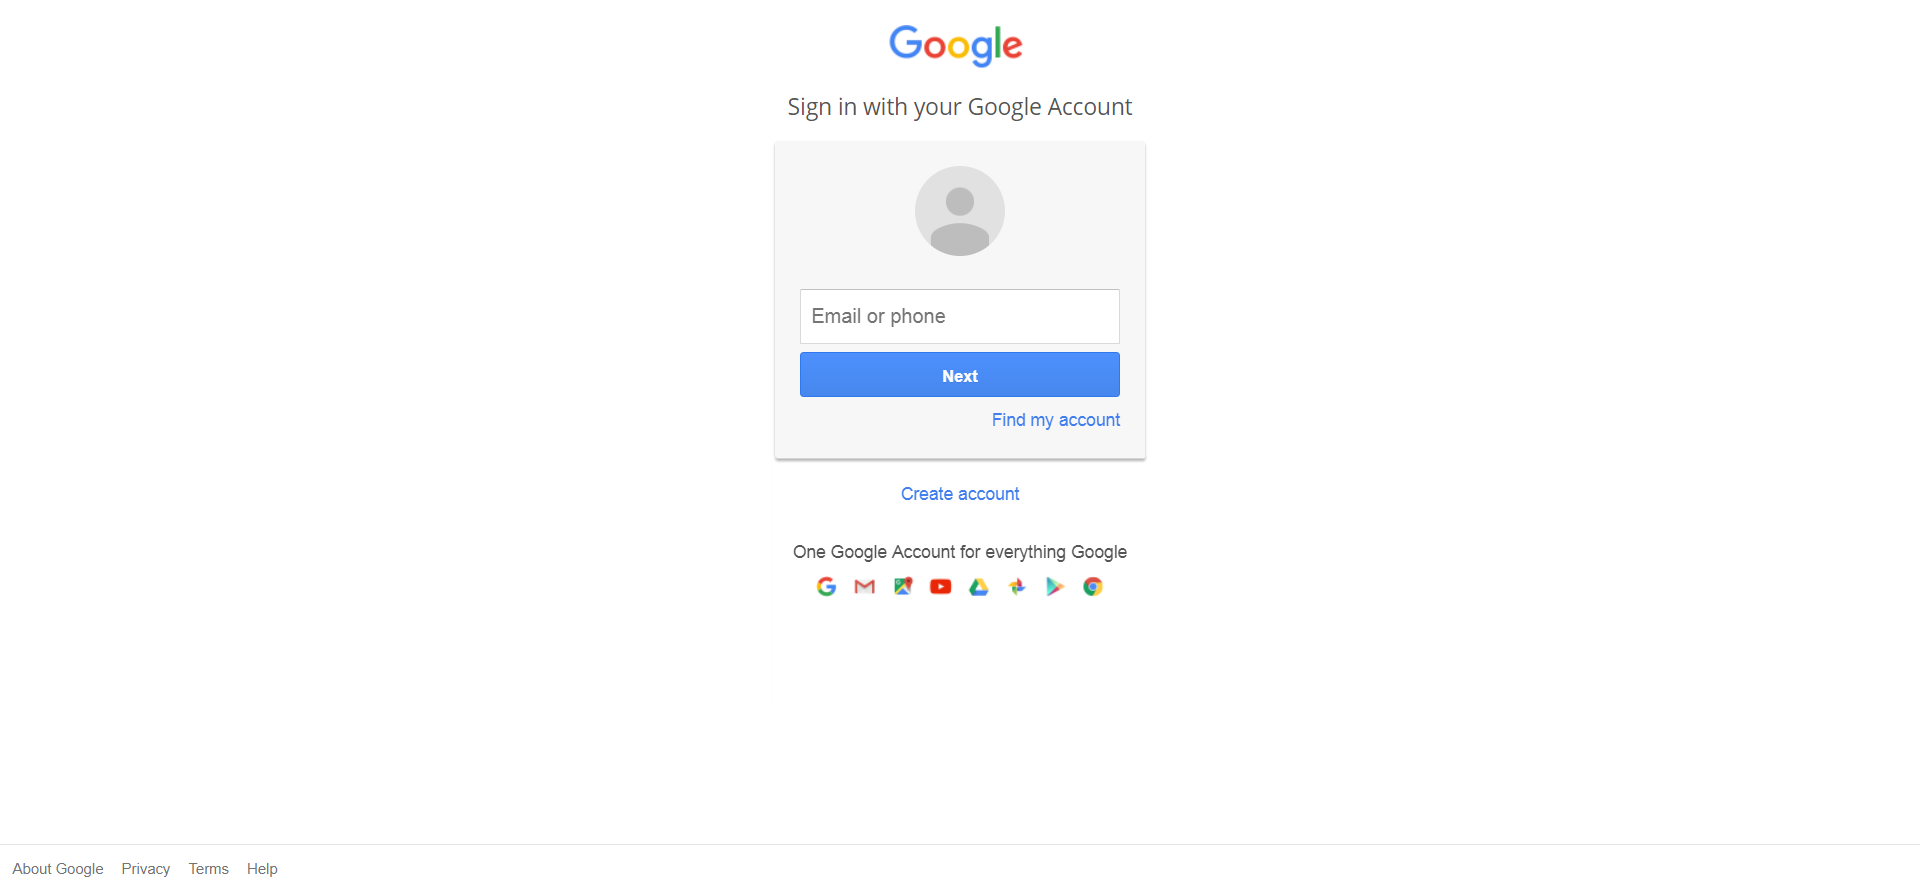 Google
Sign in with your Google Account
Email or phone
Next
Find my account
Create account
One Google Account for everything Google
About Google Privacy Terms Help